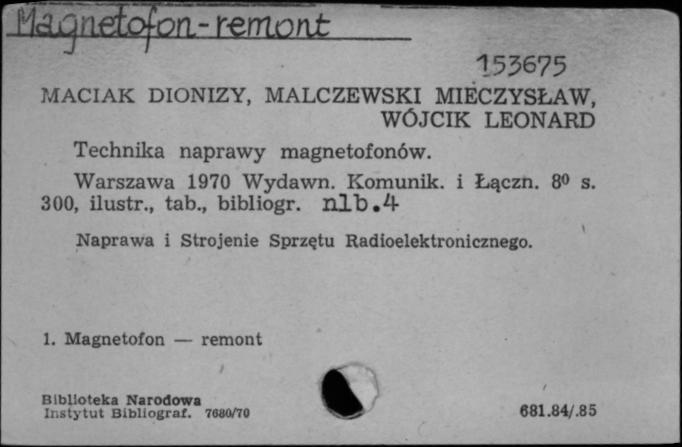 Magnetofon-remont
153675
MACIAK DIONIZY, MALCZEWSKI MIECZYSŁAW,
WÓJCIK LEONARD
Technika naprawy magnetofonów.
Warszawa 1970 Wydawn. Komunik. i Łączn. 8⁰ s.
300, ilustr., tab., bibliogr. nlb.4
Naprawa i Strojenie Sprzętu Radioelektronicznego.
1. Magnetofon — remont
Biblioteka Narodowa
Instytut Bibliograf. 7680/70
681.84/.85